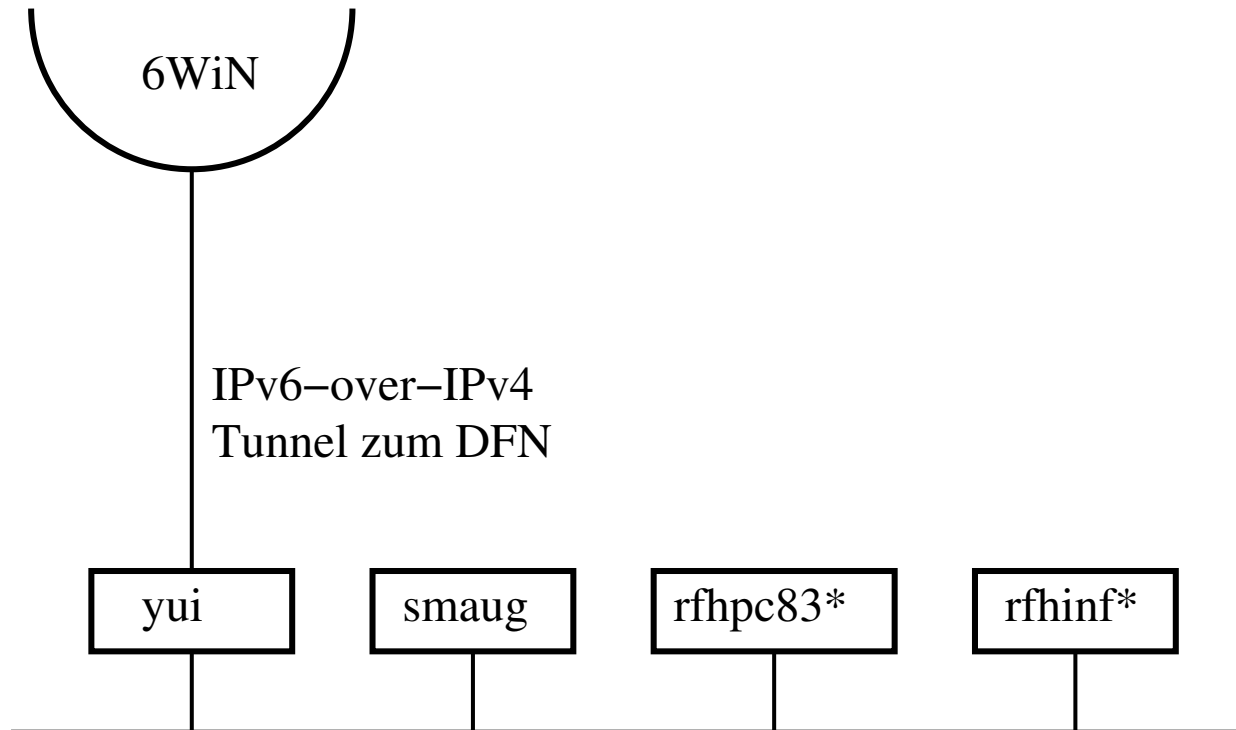 6WiN
IPv6−over−IPv4
Tunnel zum DFN
yui
smaug
rfhpc83*
rfhinf*